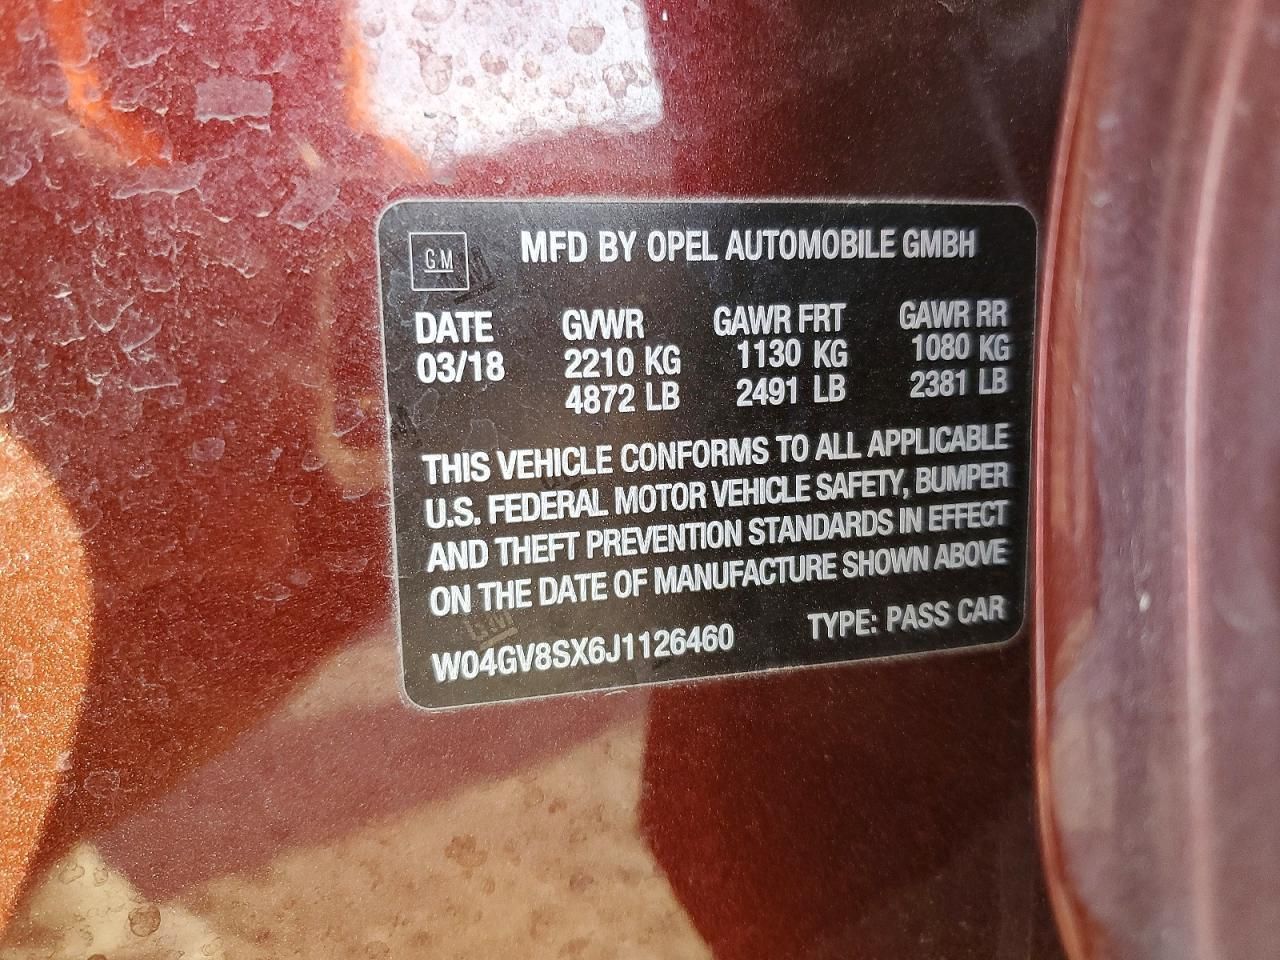 GM MFD BY OPEL AUTOMOBILE GMBH
DATE GVWR GAWR FRT GAWR RR
03/18 2210 KG 1130 KG 1080 KG
4872 LB 2491 LB 2381 LB
THIS VEHICLE CONFORMS TO ALL APPLICABLE
U.S. FEDERAL MOTOR VEHICLE SAFETY, BUMPER
AND THEFT PREVENTION STANDARDS IN EFFECT
ON THE DATE OF MANUFACTURE SHOWN ABOVE
W04GV8SX6J1126460 TYPE: PASS CAR